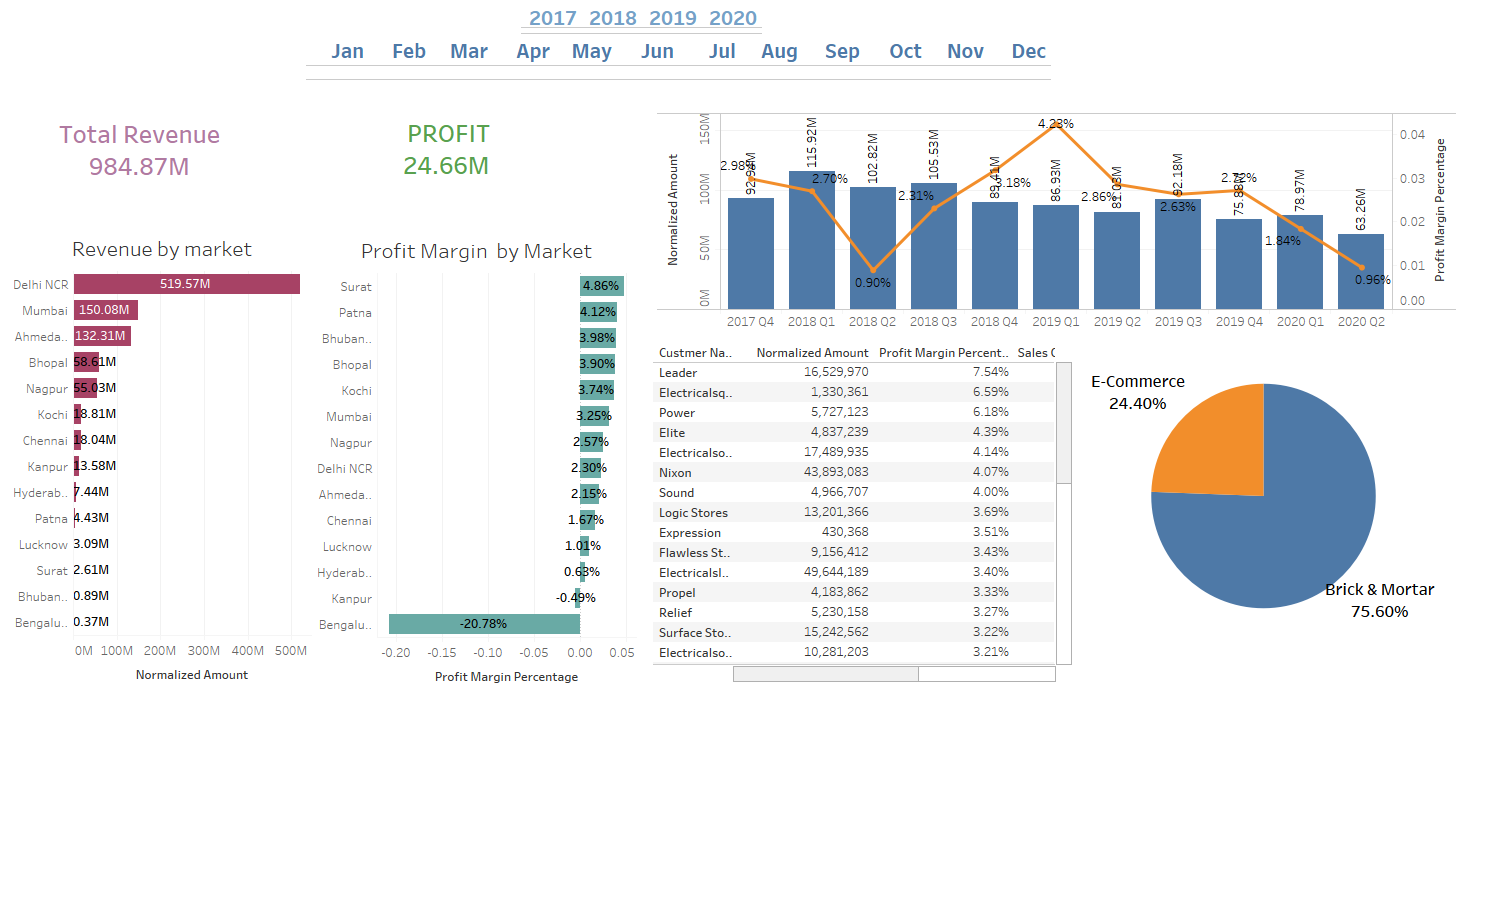 2017 2018 2019 2020
Jan Feb Mar Apr May Jun Jul Aug Sep Oct Nov Dec
Total Revenue
984.87M
PROFIT
24.66M
Revenue by market
Delhi NCR 519.57M
Mumbai 150.08M
Ahmeda.. 132.31M
Bhopal 58.61M
Nagpur 55.03M
Kochi 18.81M
Chennai 18.04M
Kanpur 13.58M
Hyderab.. 7.44M
Patna 4.43M
Lucknow 3.09M
Surat 2.61M
Bhuban.. 0.89M
Bengalu.. 0.37M
0M 100M 200M 300M 400M 500M
Normalized Amount
Profit Margin by Market
Surat 4.86%
Patna 4.12%
Bhuban.. 3.98%
Bhopal 3.90%
Kochi 3.74%
Mumbai 3.25%
Nagpur 2.57%
Delhi NCR 2.30%
Ahmeda.. 2.15%
Chennai 1.67%
Lucknow 1.01%
Hyderab.. 0.63%
Kanpur -0.49%
Bengalu.. -20.78%
-0.20 -0.15 -0.10 -0.05 0.00 0.05
Profit Margin Percentage
Normalized Amount
150M
100M
50M
0M
115.92M 102.82M 105.53M 86.93M 92.18M 78.97M 63.26M
2.98% 2.70% 0.90% 2.31% 3.18% 4.23% 2.86% 2.63% 2.72% 1.84% 0.96%
0.04
0.03
0.02
0.01
0.00
Profit Margin Percentage
2017 Q4 2018 Q1 2018 Q2 2018 Q3 2018 Q4 2019 Q1 2019 Q2 2019 Q3 2019 Q4 2020 Q1 2020 Q2
Custmer Na.. Normalized Amount Profit Margin Percent.. Sales
Leader 16,529,970 7.54%
Electricalsq.. 1,330,361 6.59%
Power 5,727,123 6.18%
Elite 4,837,239 4.39%
Electricalso.. 17,489,935 4.14%
Nixon 43,893,083 4.07%
Sound 4,966,707 4.00%
Logic Stores 13,201,366 3.69%
Expression 430,368 3.51%
Flawless St.. 9,156,412 3.43%
Electricalsl.. 49,644,189 3.40%
Propel 4,183,862 3.33%
Relief 5,230,158 3.27%
Surface Sto.. 15,242,562 3.22%
Electricalso.. 10,281,203 3.21%
E-Commerce
24.40%
Brick & Mortar
75.60%